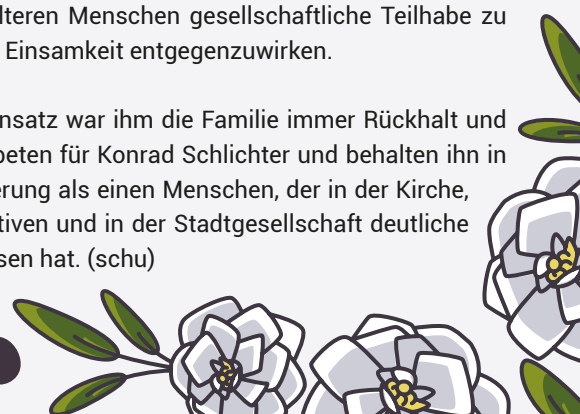 lteren Menschen gesellschaftliche Teilhabe zu
Einsamkeit entgegenzuwirken.
nsatz war ihm die Familie immer Rückhalt und
beten für Konrad Schlichter und behalten ihn in
erung als einen Menschen, der in der Kirche,
tiven und in der Stadtgesellschaft deutliche
sen hat. (schu)